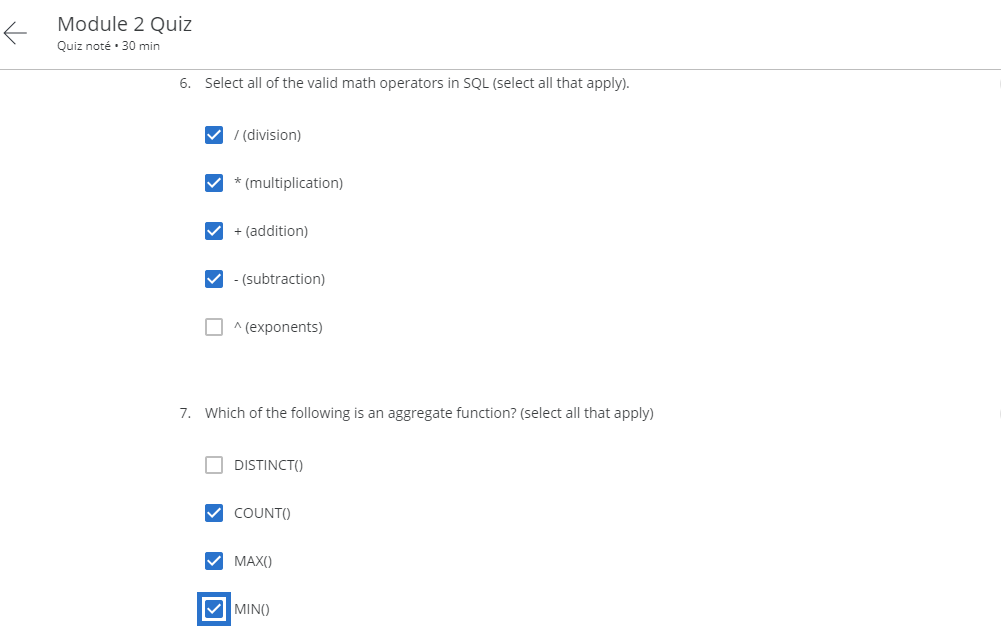 Module 2 Quiz
Quiz noté • 30 min
6. Select all of the valid math operators in SQL (select all that apply).
/ (division)
* (multiplication)
+ (addition)
- (subtraction)
^ (exponents)
7. Which of the following is an aggregate function? (select all that apply)
DISTINCT()
COUNT()
MAX()
MIN()